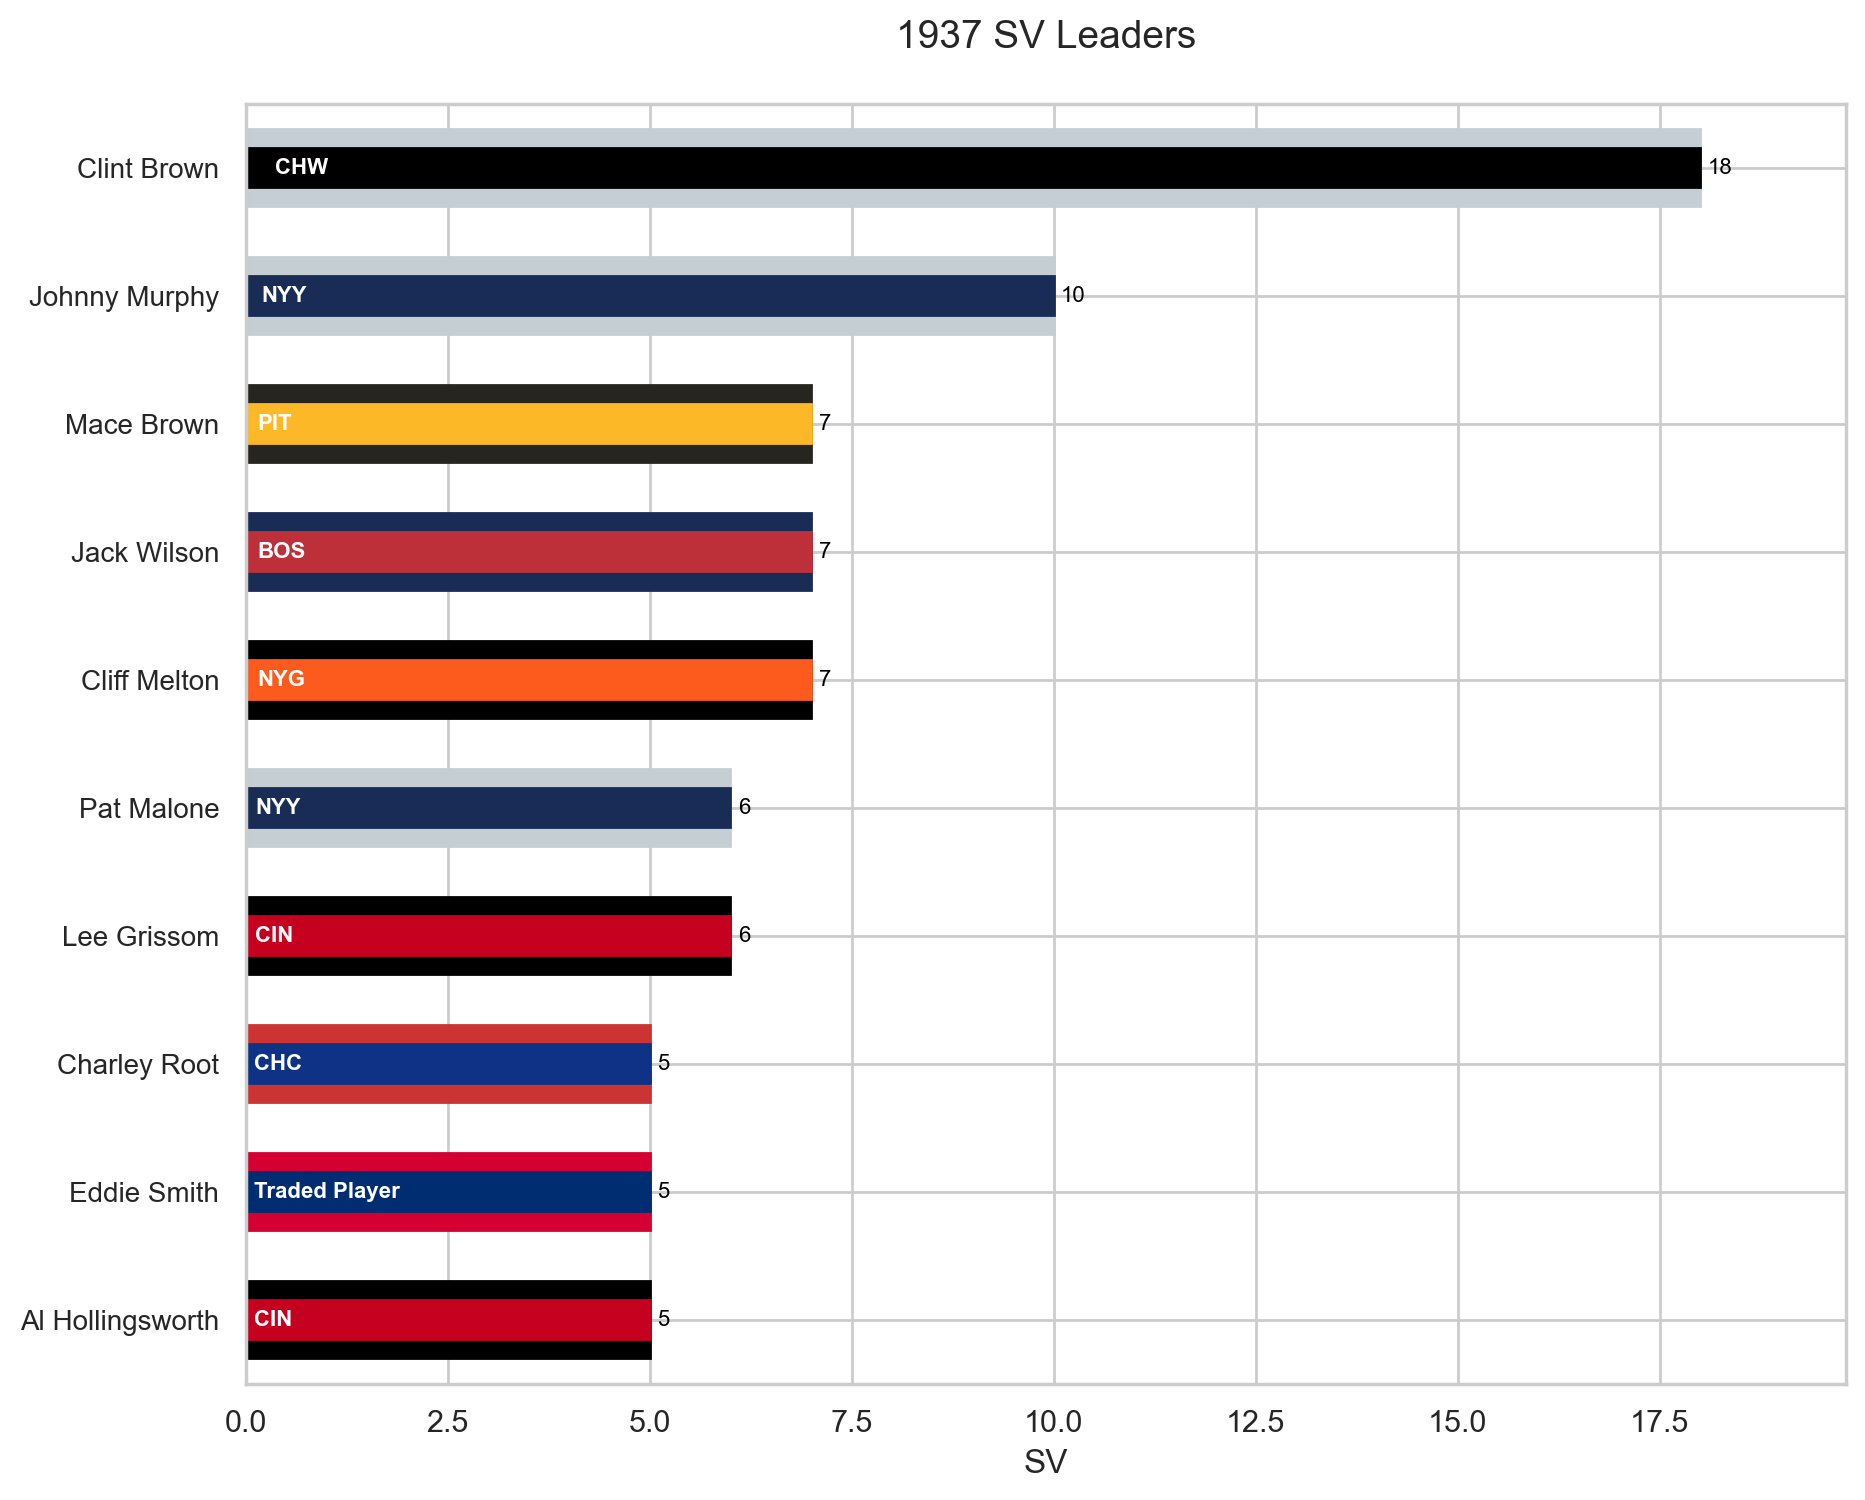 1937 SV Leaders
Clint Brown CHW 18
Johnny Murphy NYY 10
Mace Brown PIT 7
Jack Wilson BOS 7
Cliff Melton NYG 7
Pat Malone NYY 6
Lee Grissom CIN 6
Charley Root CHC 5
Eddie Smith Traded Player 5
Al Hollingsworth CIN 5
0.0 2.5 5.0 7.5 10.0 12.5 15.0 17.5
SV